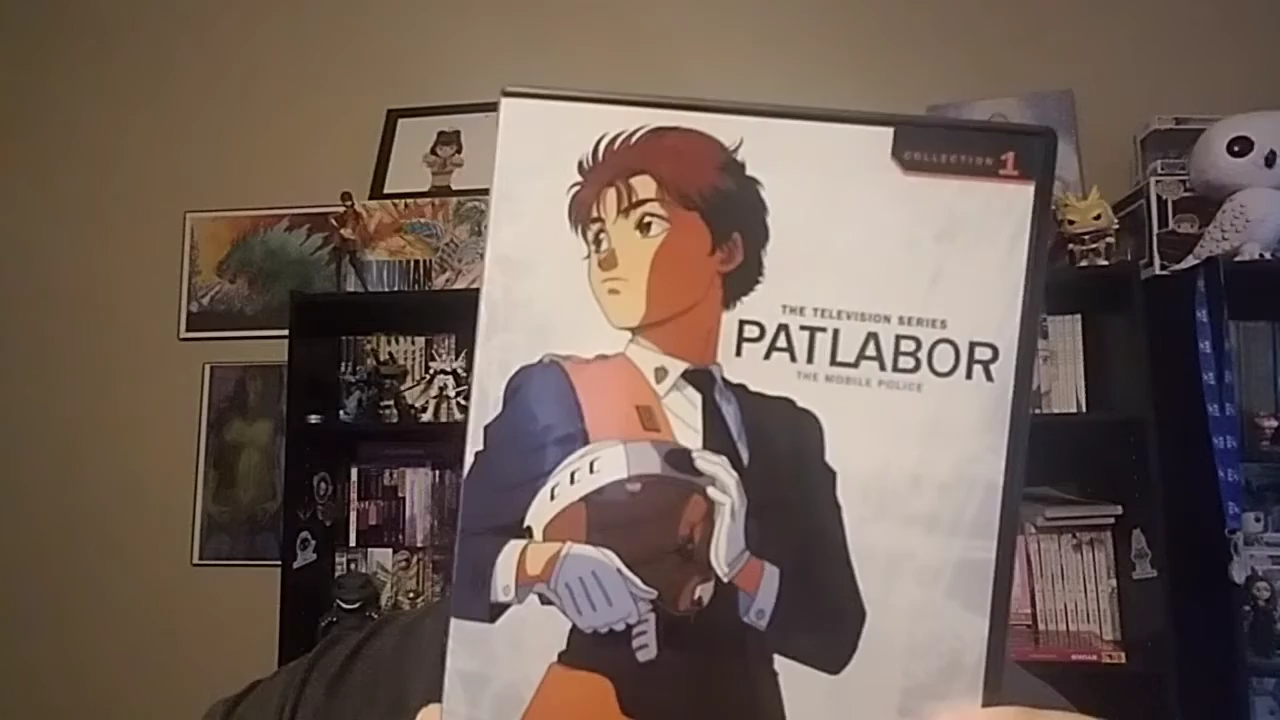 COLLECTION 1
THE TELEVISION SERIES
PATLABOR
THE MOBILE POLICE